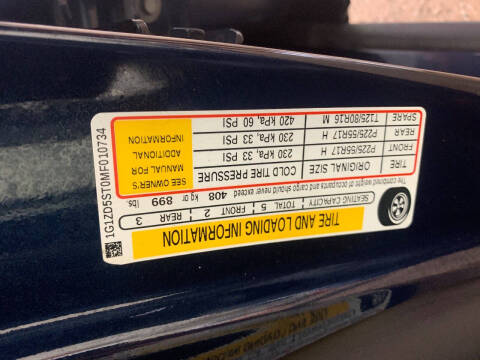 TIRE AND LOADING INFORMATION
SEATING CAPACITY TOTAL 5 FRONT 2 REAR 3
The combined weight of occupants and cargo should never exceed 408 kg or 899 lbs
TIRE ORIGINAL SIZE COLD TIRE PRESSURE
FRONT P225/55R17 H 230 kPa, 33 PSI
REAR P225/55R17 H 230 kPa, 33 PSI
SPARE T125/80R16 M 420 kPa, 60 PSI
SEE OWNER'S
MANUAL FOR
ADDITIONAL
INFORMATION
1G1ZD5ST0MF010734